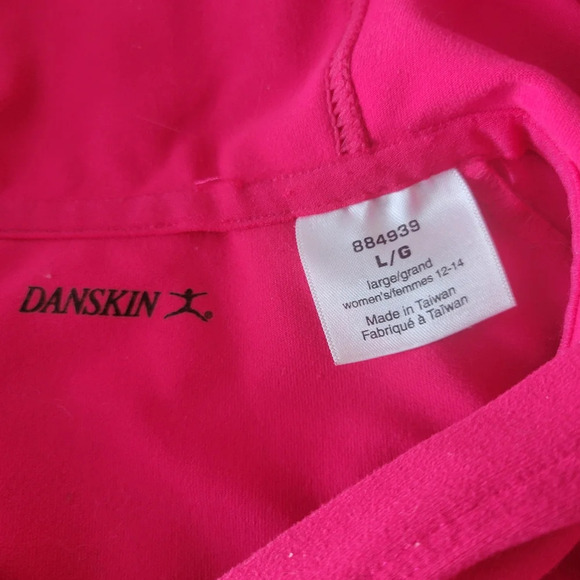 DANSKIN
884939
L/G
large/grand
women's/femmes 12-14
Made in Taiwan
Fabriqué à Taïwan